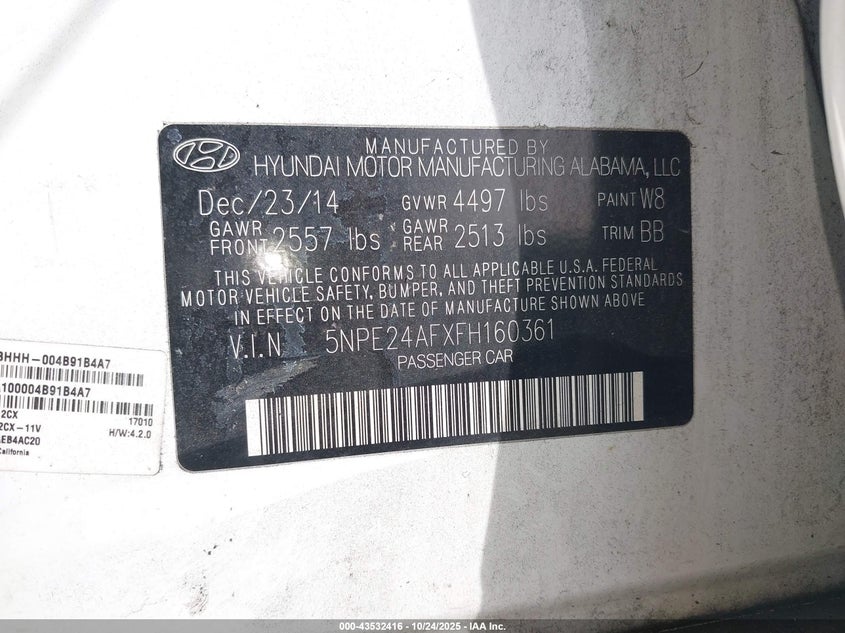 MANUFACTURED BY
HYUNDAI MOTOR MANUFACTURING ALABAMA, LLC
Dec/23/14 GVWR 4497 lbs PAINT W8
GAWR FRONT 2557 lbs GAWR REAR 2513 lbs TRIM BB
THIS VEHICLE CONFORMS TO ALL APPLICABLE U.S.A. FEDERAL
MOTOR VEHICLE SAFETY, BUMPER, AND THEFT PREVENTION STANDARDS
IN EFFECT ON THE DATE OF MANUFACTURE SHOWN ABOVE
V.I.N 5NPE24AFXFH160361
PASSENGER CAR
HHH-004B91B4A7
100004B91B4A7
2CX 17010
2CX-11V H/W:4.2.0
EB4AC20
California
000-43532416 - 10/24/2025 - IAA Inc.